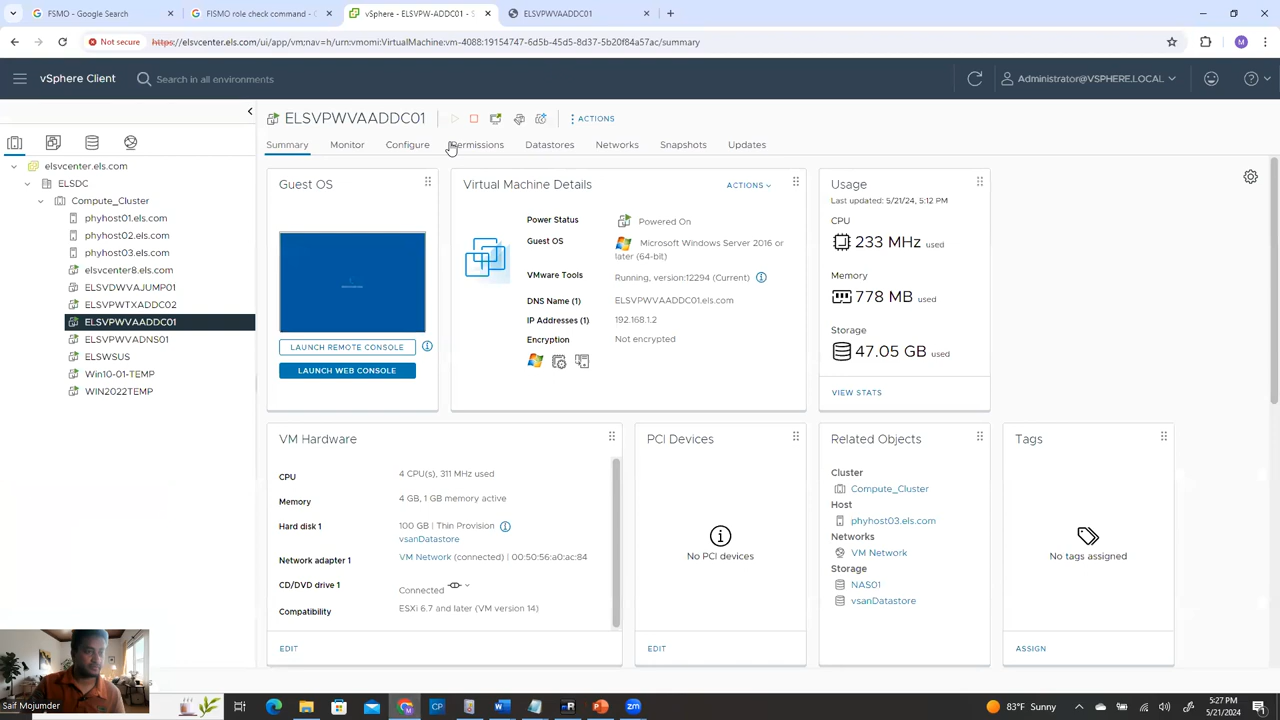 FSMO - Google Search
FISMO role check command - G
vSphere - ELSVPW-ADDC01 - S
ELSVPWVAADDC01
Not secure
https://elsvcenter.els.com/ui/app/vm;nav=h/urn:vmomi:VirtualMachine:vm-4088:19154747-6d5b-45d5-8d37-5b20f84a57ac/summary
M
vSphere Client
Search in all environments
Administrator@VSPHERE.LOCAL
ELSVPWVAADDC01
ACTIONS
Summary
Monitor
Configure
Permissions
Datastores
Networks
Snapshots
Updates
elsvcenter.els.com
ELSDC
Compute_Cluster
phyhost01.els.com
phyhost02.els.com
phyhost03.els.com
elsvcenter8.els.com
ELSVDWVAJUMP01
ELSVPWTXADDC02
ELSVPWVAADDC01
ELSVPWVADNS01
ELSWSUS
Win10-01-TEMP
WIN2022TEMP
Guest OS
LAUNCH REMOTE CONSOLE
LAUNCH WEB CONSOLE
Virtual Machine Details
ACTIONS
Power Status
Powered On
Guest OS
Microsoft Windows Server 2016 or
later (64-bit)
VMware Tools
Running, version:12294 (Current)
DNS Name (1)
ELSVPWVAADDC01.els.com
IP Addresses (1)
192.168.1.2
Encryption
Not encrypted
Usage
Last updated: 5/21/24, 5:12 PM
CPU
233 MHz used
Memory
778 MB used
Storage
47.05 GB used
VIEW STATS
VM Hardware
CPU
4 CPU(s), 311 MHz used
Memory
4 GB, 1 GB memory active
Hard disk 1
100 GB | Thin Provision
vsanDatastore
Network adapter 1
VM Network (connected) | 00:50:56:a0:ac:84
CD/DVD drive 1
Connected
Compatibility
ESXi 6.7 and later (VM version 14)
EDIT
PCI Devices
No PCI devices
EDIT
Related Objects
Cluster
Compute_Cluster
Host
phyhost03.els.com
Networks
VM Network
Storage
NAS01
vsanDatastore
Tags
No tags assigned
ASSIGN
Saif Mojumder
CP
zm
83°F Sunny
5:27 PM
5/21/2024